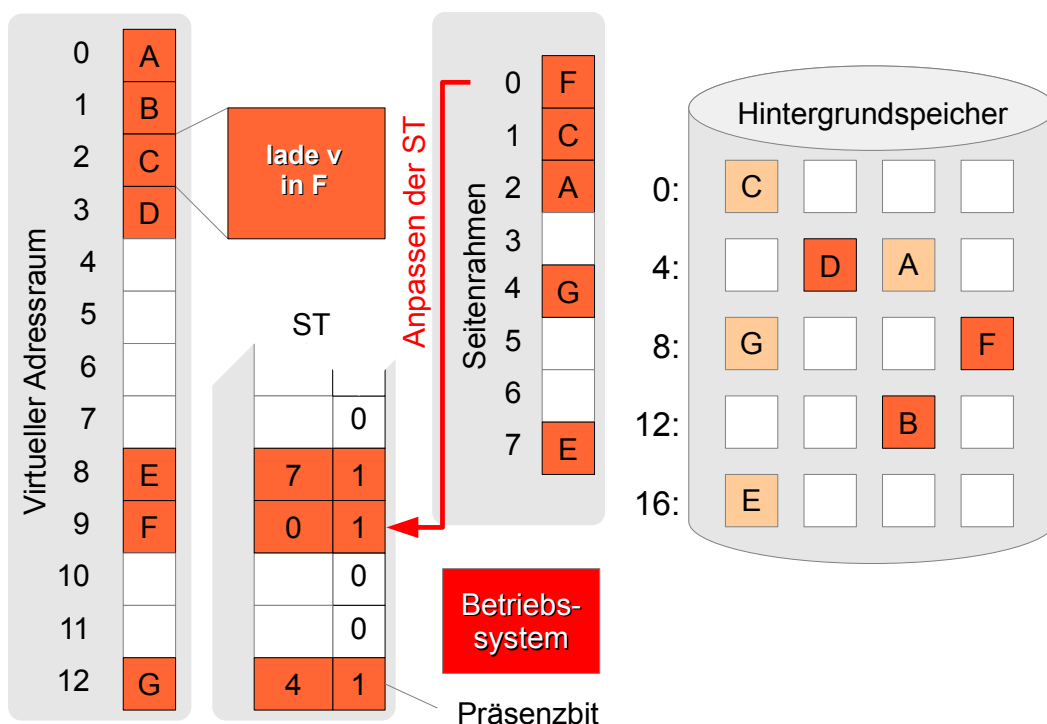 Virtueller Adressraum
0 A
1 B
2 C
3 D
4
5
6
7
8 E
9 F
10
11
12 G
lade v
in F
ST
0
7 1
0 1
0
0
4 1
Präsenzbit
Anpassen der ST
Seitenrahmen
0 F
1 C
2 A
3
4 G
5
6
7 E
Betriebs-
system
Hintergrundspeicher
0: C
4: D A
8: G F
12: B
16: E